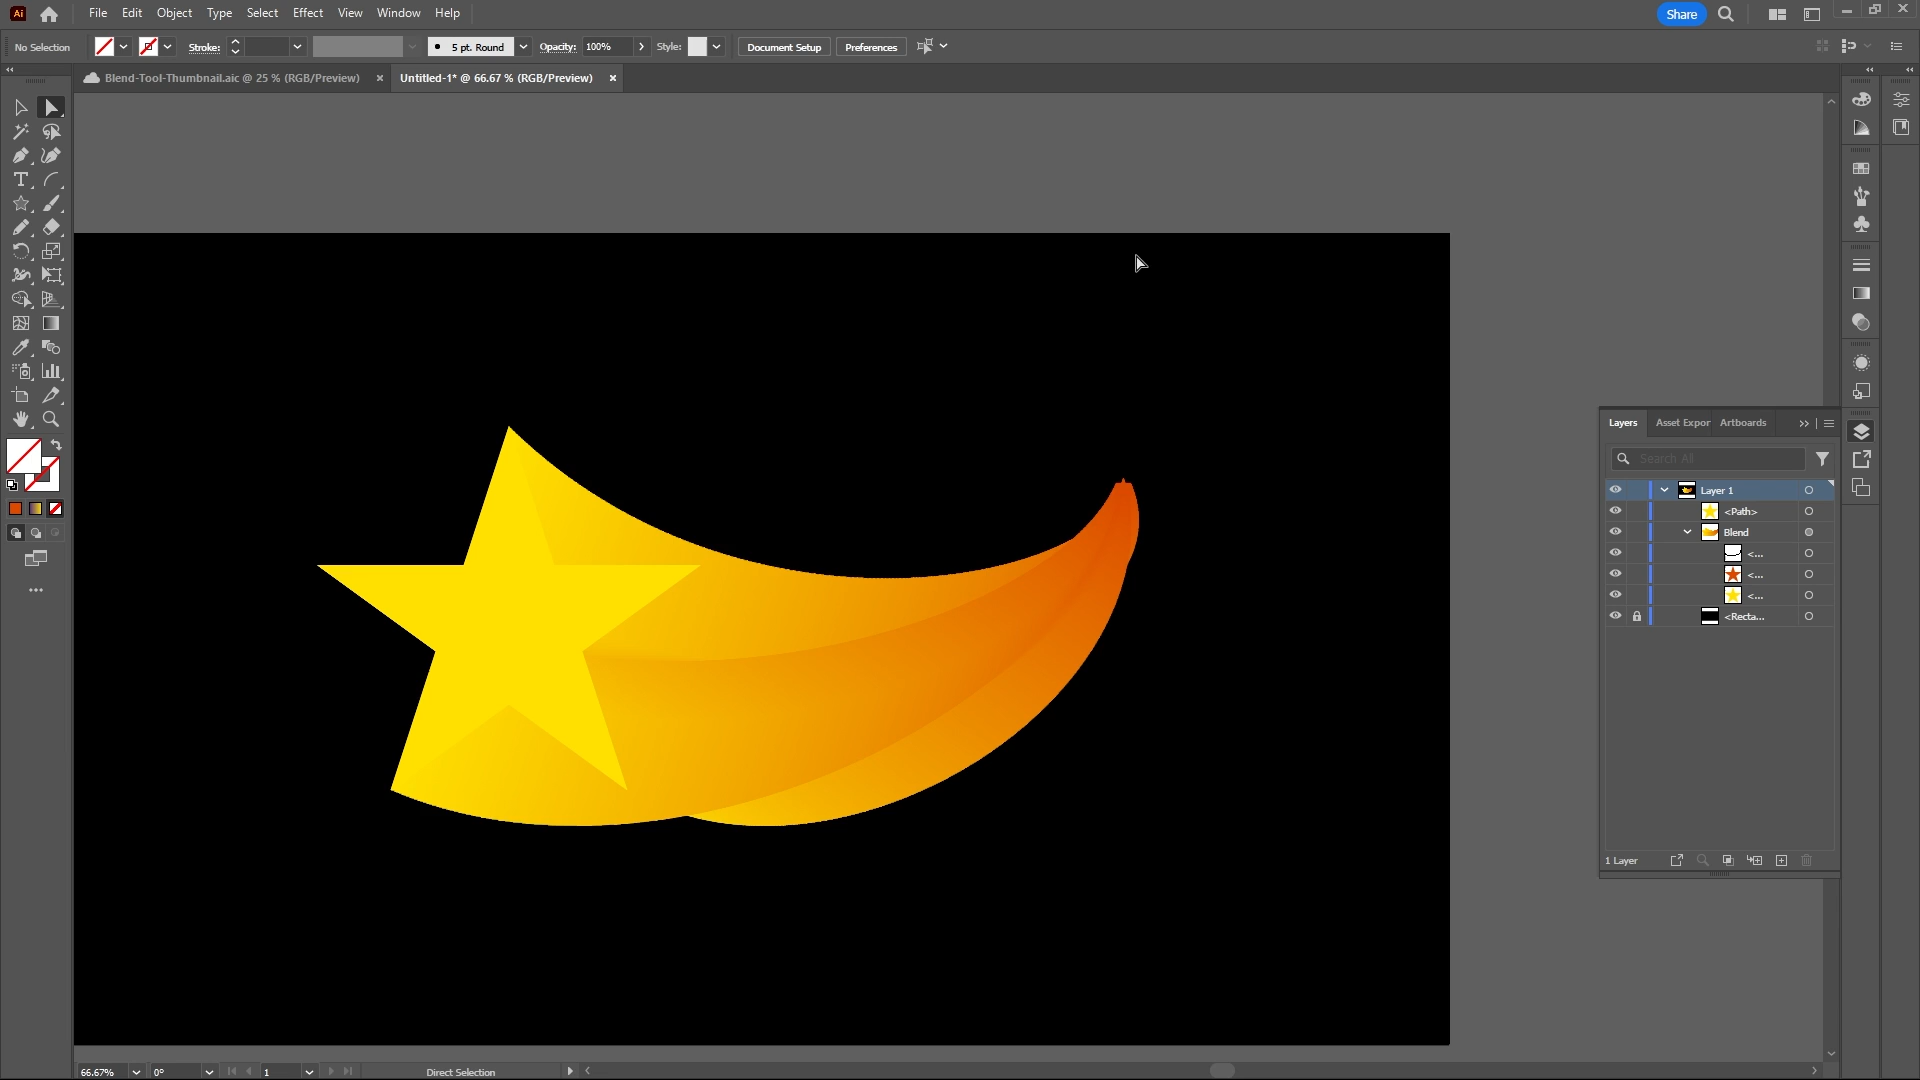 Ai File Edit Object Type Select Effect View Window Help Share
No Selection Stroke: 5 pt. Round Opacity: 100% Style: Document Setup Preferences
Blend-Tool-Thumbnail.aic @ 25 % (RGB/Preview) × Untitled-1* @ 66.67 % (RGB/Preview) ×
Layers Asset Expor Artboards
Search All
Layer 1
<Path>
Blend
<...
<...
<...
<Recta...
1 Layer
66.67% 0° 1 Direct Selection